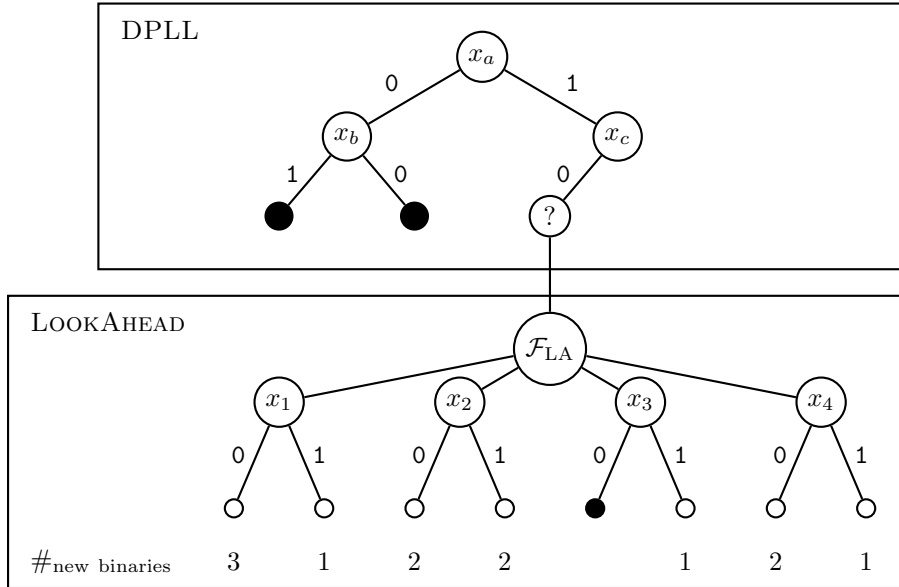 DPLL
x_a
0 1
x_b x_c
1 0 0
?
LOOKAHEAD
F_LA
x_1 x_2 x_3 x_4
0 1 0 1 0 1 0 1
#new binaries 3 1 2 2 1 2 1